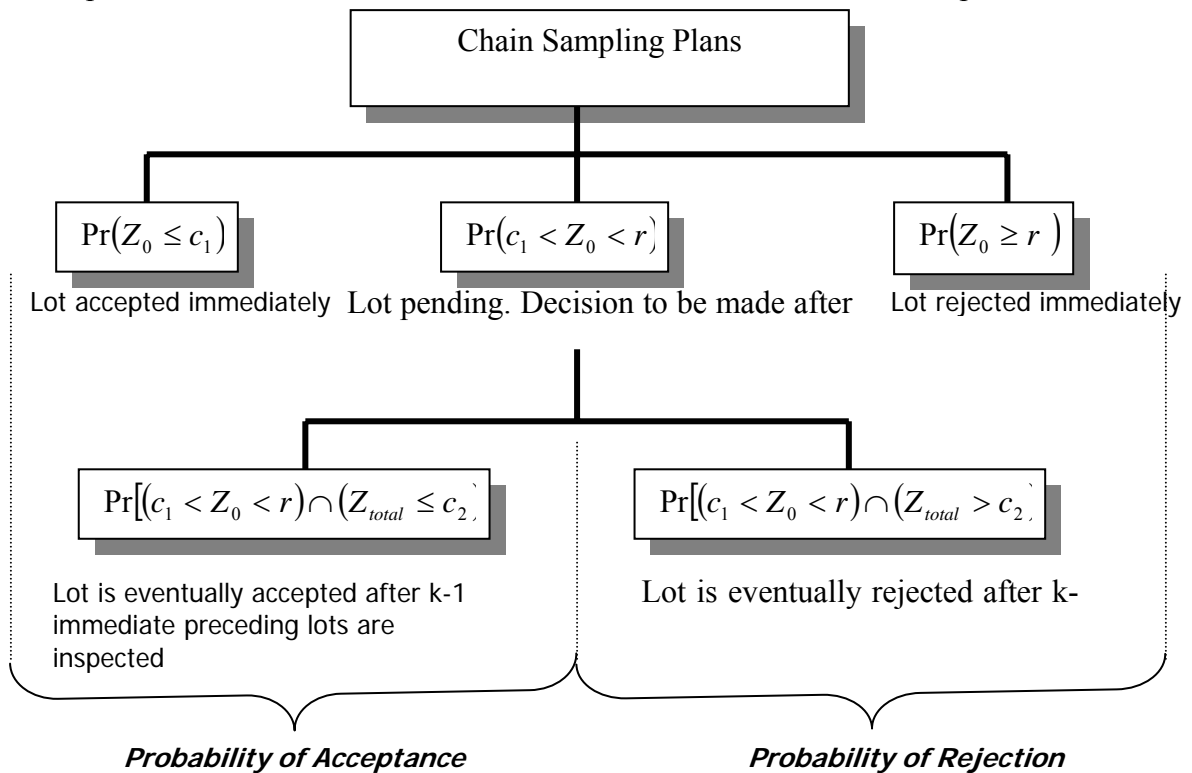 Chain Sampling Plans
Pr(Z₀ ≤ c₁)
Pr(c₁ < Z₀ < r)
Pr(Z₀ ≥ r )
Lot accepted immediately
Lot pending. Decision to be made after
Lot rejected immediately
Pr[(c₁ < Z₀ < r)∩(Z_total ≤ c₂)
Pr[(c₁ < Z₀ < r)∩(Z_total > c₂)
Lot is eventually accepted after k-1
immediate preceding lots are
inspected
Lot is eventually rejected after k-
Probability of Acceptance
Probability of Rejection